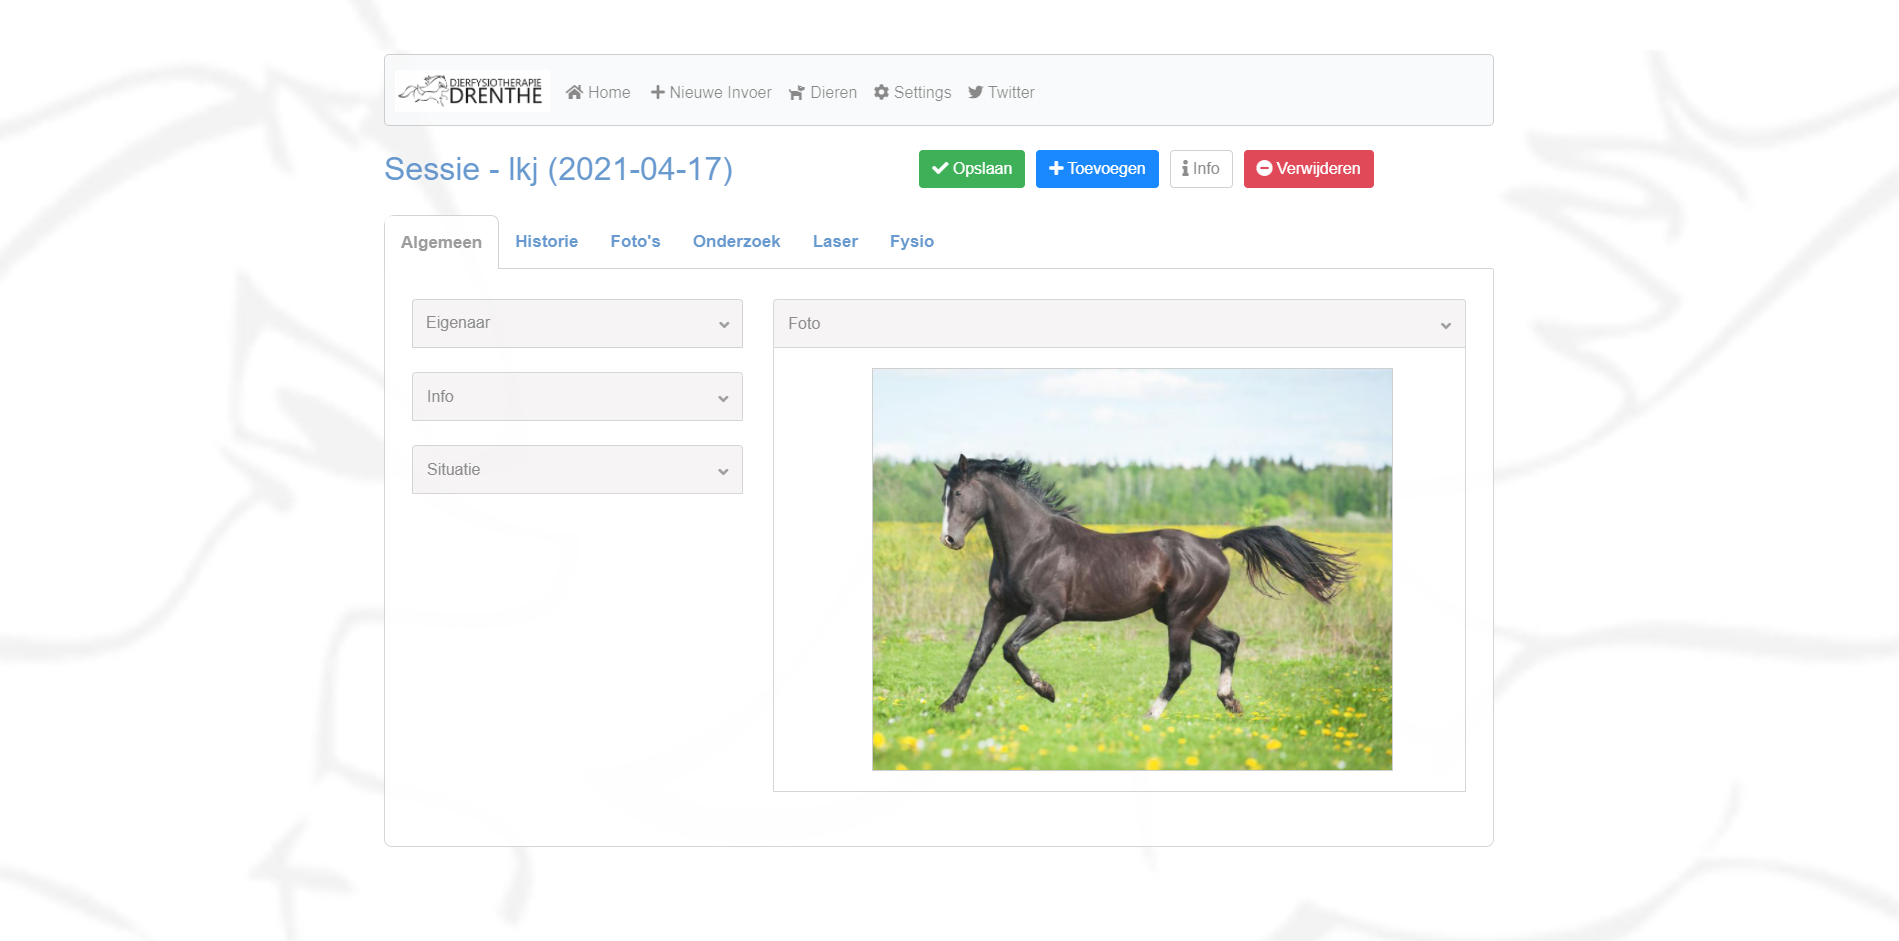 DIERFYSIOTHERAPIE
DRENTHE
Home
Nieuwe Invoer
Dieren
Settings
Twitter
Sessie - lkj (2021-04-17)
Opslaan
Toevoegen
Info
Verwijderen
Algemeen
Historie
Foto's
Onderzoek
Laser
Fysio
Eigenaar
Foto
Info
Situatie